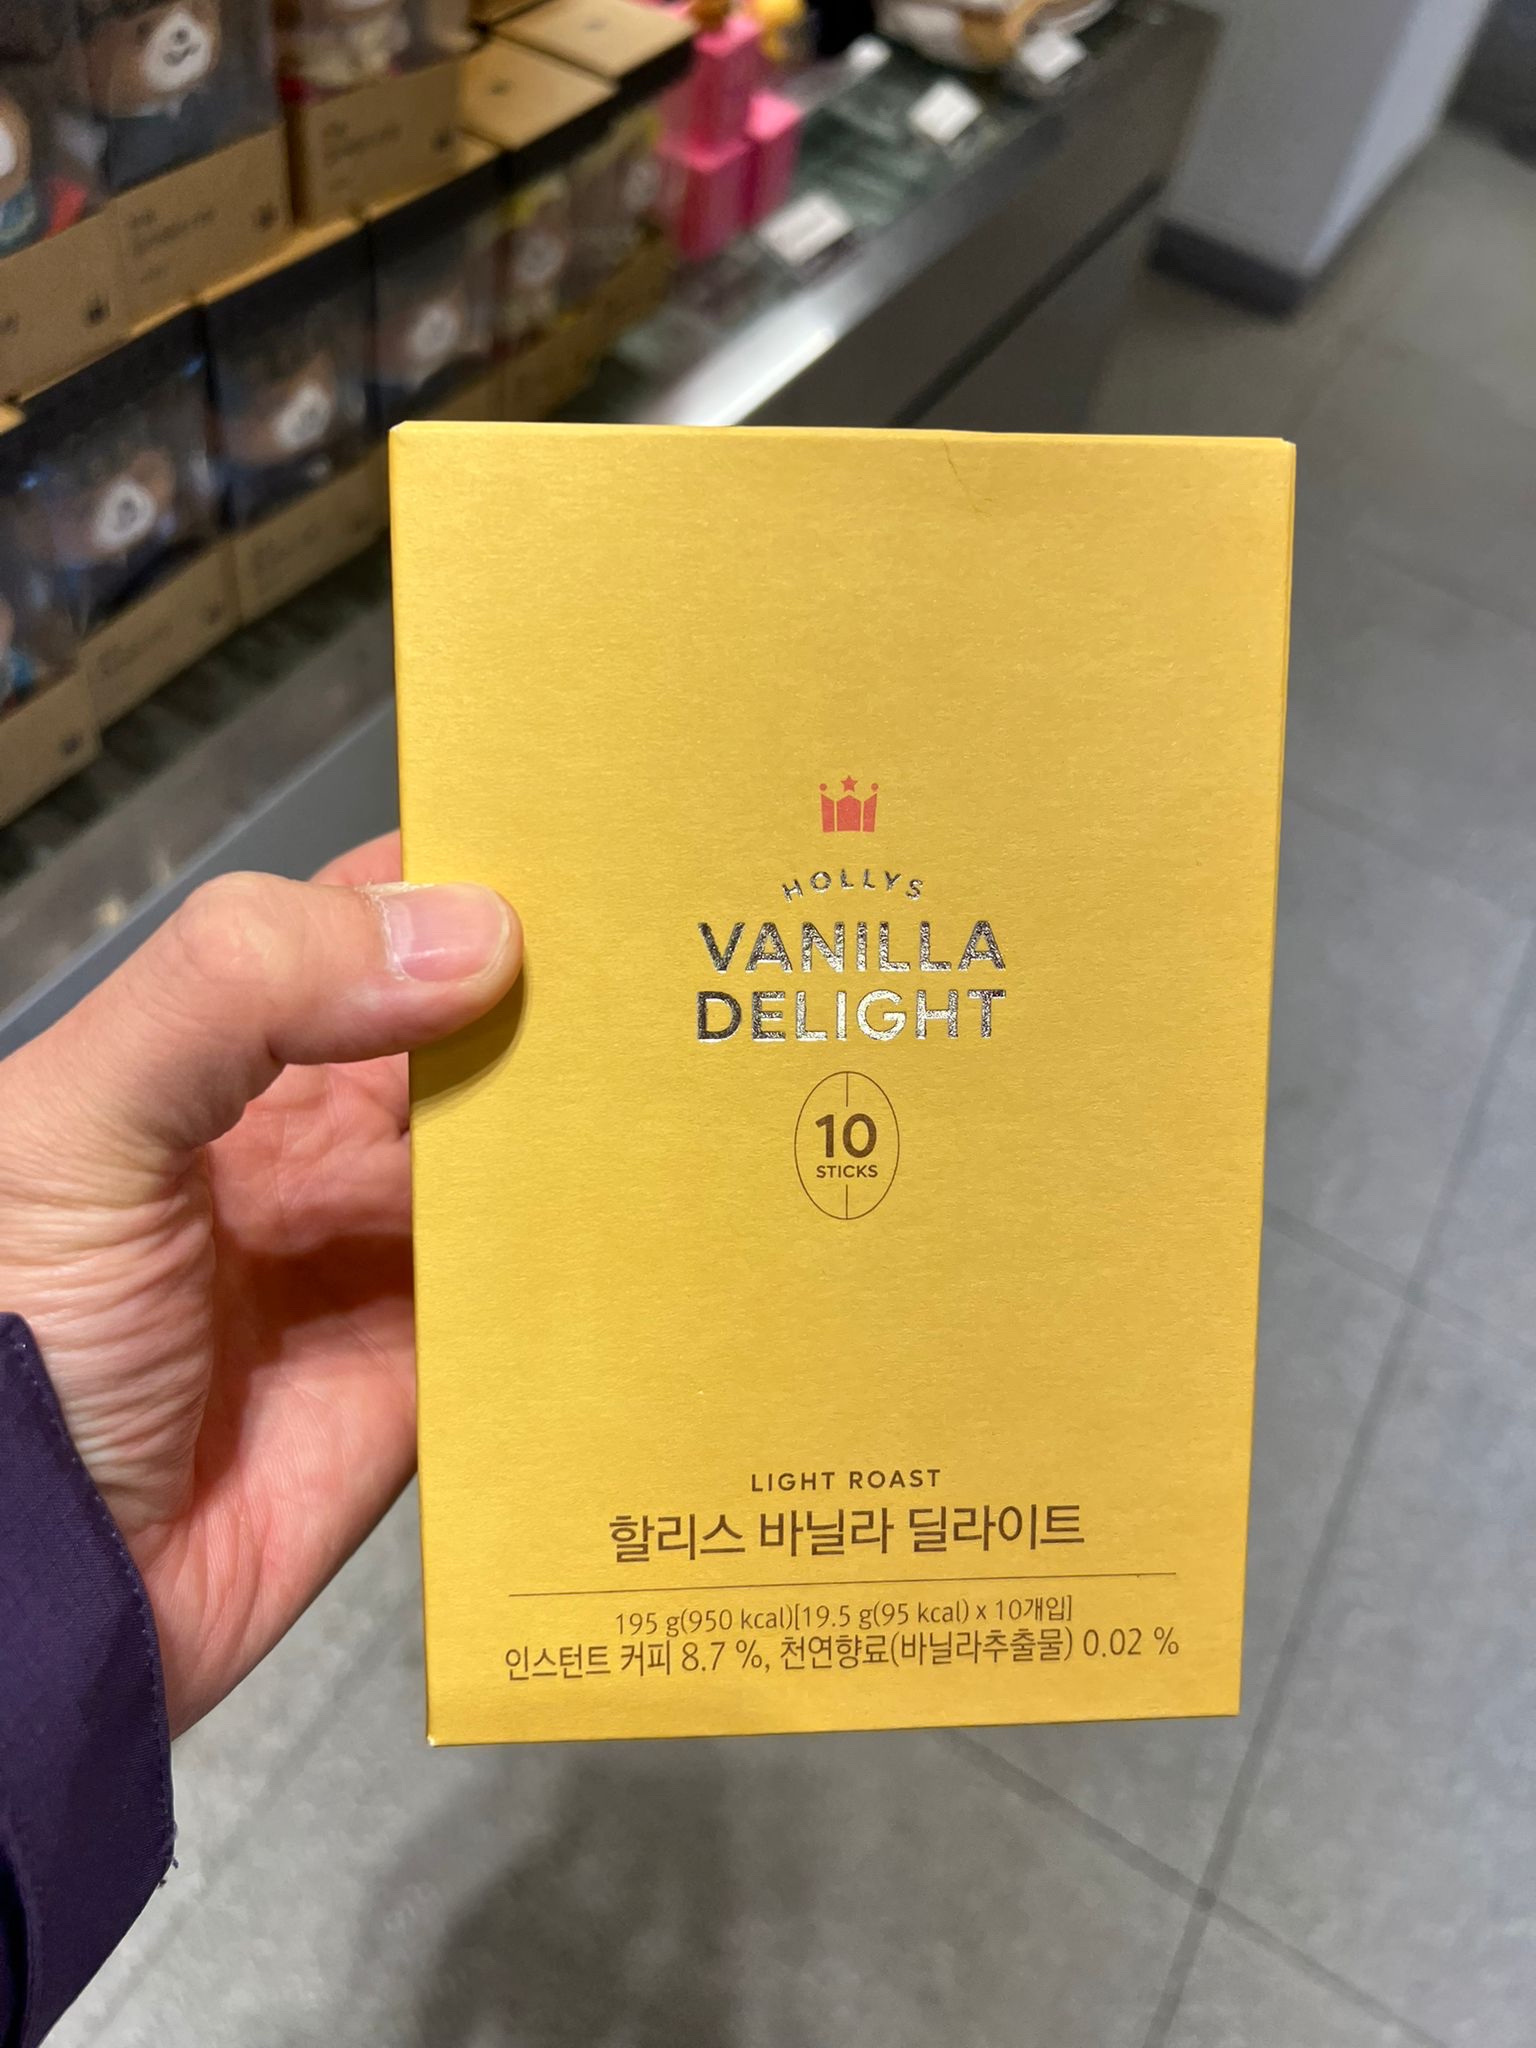 HOLLYS
VANILLA
DELIGHT
10
STICKS
LIGHT ROAST
할리스 바닐라 딜라이트
195 g(950 kcal)[19.5 g(95 kcal) x 10개입]
인스턴트 커피 8.7 %, 천연향료(바닐라추출물) 0.02 %